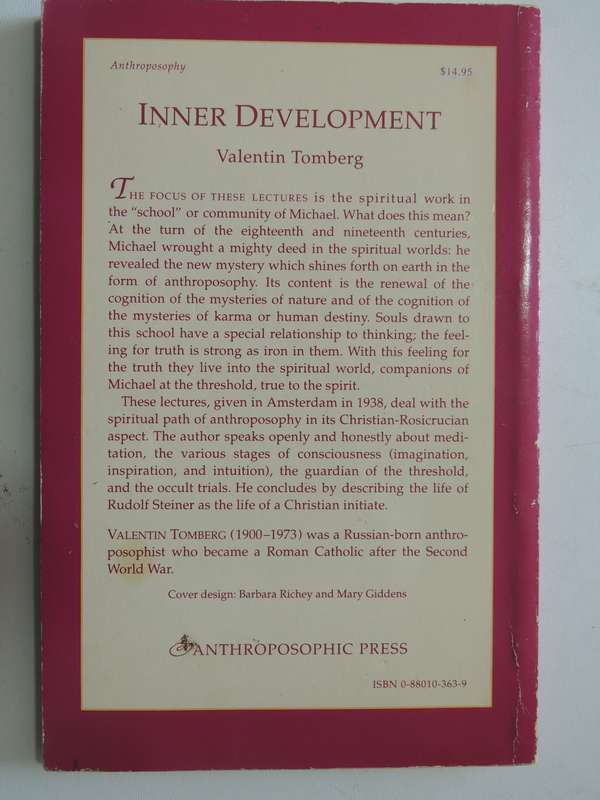 Anthroposophy
$14.95
INNER DEVELOPMENT
Valentin Tomberg
THE FOCUS OF THESE LECTURES is the spiritual work in
the “school” or community of Michael. What does this mean?
At the turn of the eighteenth and nineteenth centuries,
Michael wrought a mighty deed in the spiritual worlds: he
revealed the new mystery which shines forth on earth in the
form of anthroposophy. Its content is the renewal of the
cognition of the mysteries of nature and of the cognition of
the mysteries of karma or human destiny. Souls drawn to
this school have a special relationship to thinking; the feel-
ing for truth is strong as iron in them. With this feeling for
the truth they live into the spiritual world, companions of
Michael at the threshold, true to the spirit.
These lectures, given in Amsterdam in 1938, deal with the
spiritual path of anthroposophy in its Christian-Rosicrucian
aspect. The author speaks openly and honestly about medi-
tation, the various stages of consciousness (imagination,
inspiration, and intuition), the guardian of the threshold,
and the occult trials. He concludes by describing the life of
Rudolf Steiner as the life of a Christian initiate.
VALENTIN TOMBERG (1900–1973) was a Russian-born anthro-
posophist who became a Roman Catholic after the Second
World War.
Cover design: Barbara Richey and Mary Giddens
ANTHROPOSOPHIC PRESS
ISBN 0-88010-363-9